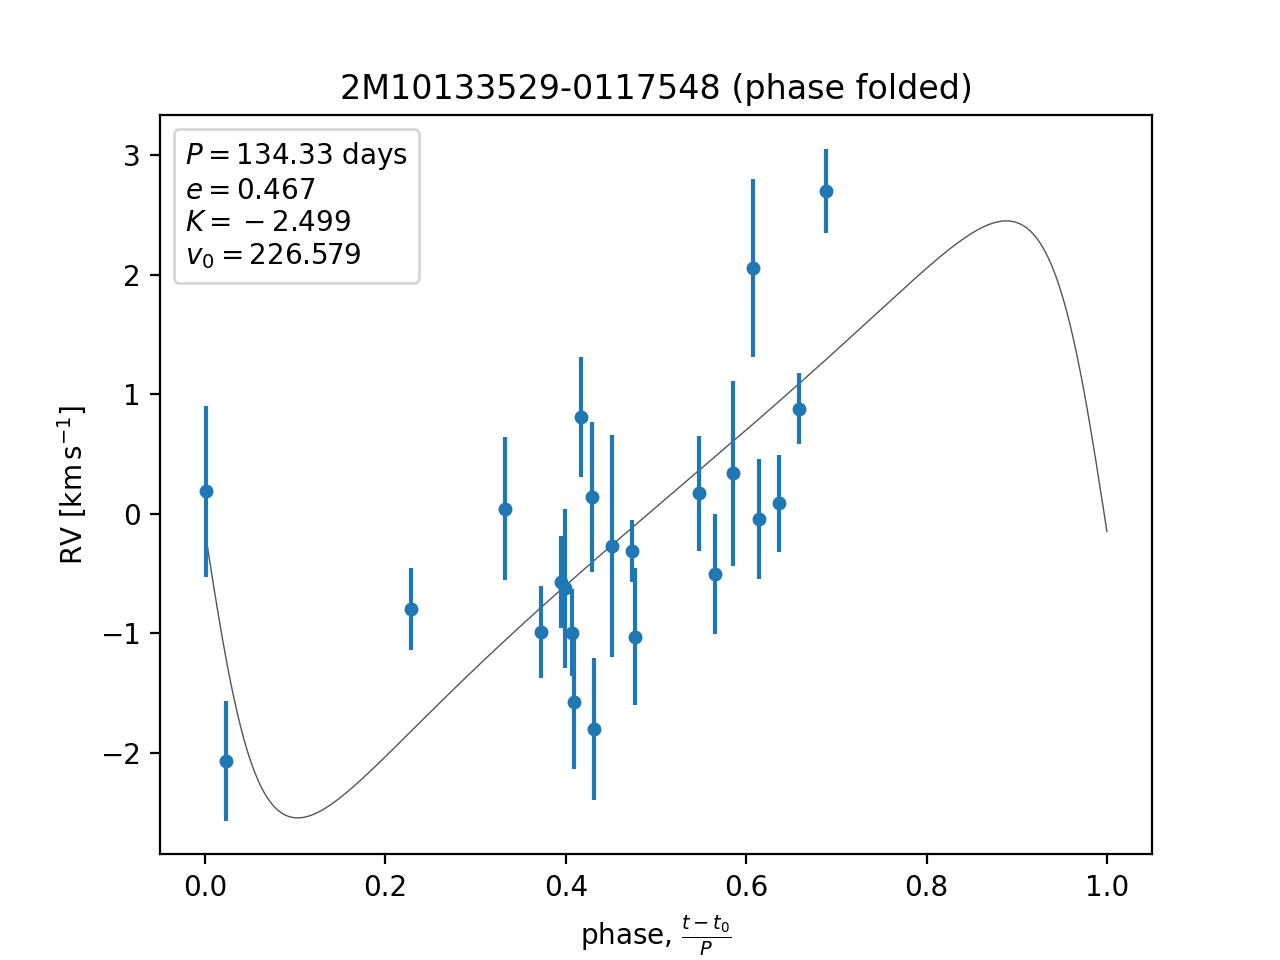 2M10133529-0117548 (phase folded)
P = 134.33 days
e = 0.467
K = −2.499
v₀ = 226.579
3
2
1
0
−1
−2
RV [km s⁻¹]
0.0 0.2 0.4 0.6 0.8 1.0
phase, (t − t₀)/P